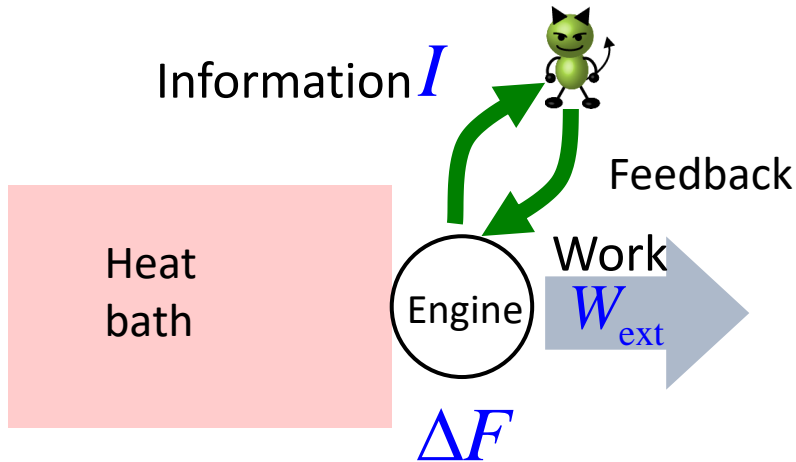 Information I
Feedback
Heat
bath
Work
Engine
W_ext
ΔF